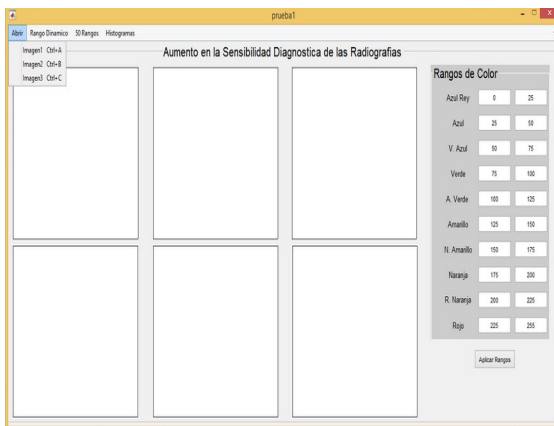 prueba1
Abrir Rango Dinamico 50 Rangos Histogramas
Imagen1 Ctrl+A
Imagen2 Ctrl+B
Imagen3 Ctrl+C
Aumento en la Sensibilidad Diagnostica de las Radiografias
Rangos de Color
Azul Rey 0 25
Azul 25 50
V. Azul 50 75
Verde 75 100
A. Verde 100 125
Amarillo 125 150
N. Amarillo 150 175
Naranja 175 200
R. Naranja 200 225
Rojo 225 255
Aplicar Rangos